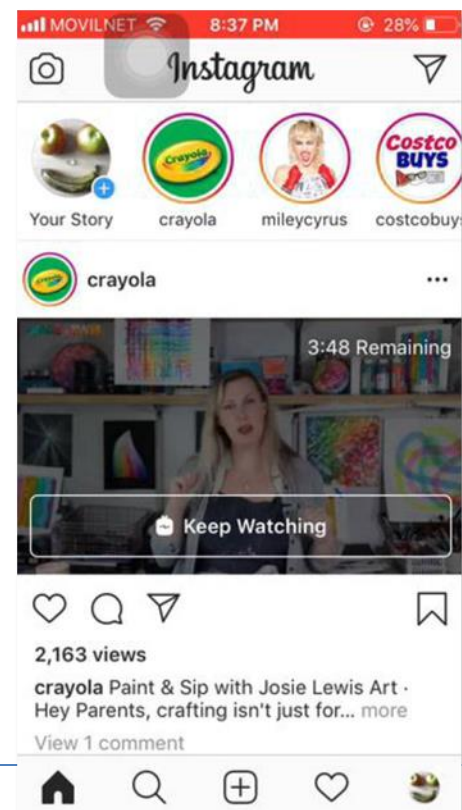 MOVILNET 8:37 PM 28%
Instagram
Crayola
Costco
BUYS
Your Story crayola mileycyrus costcobuy
crayola
3:48 Remaining
Keep Watching
2,163 views
crayola Paint & Sip with Josie Lewis Art ·
Hey Parents, crafting isn't just for... more
View 1 comment